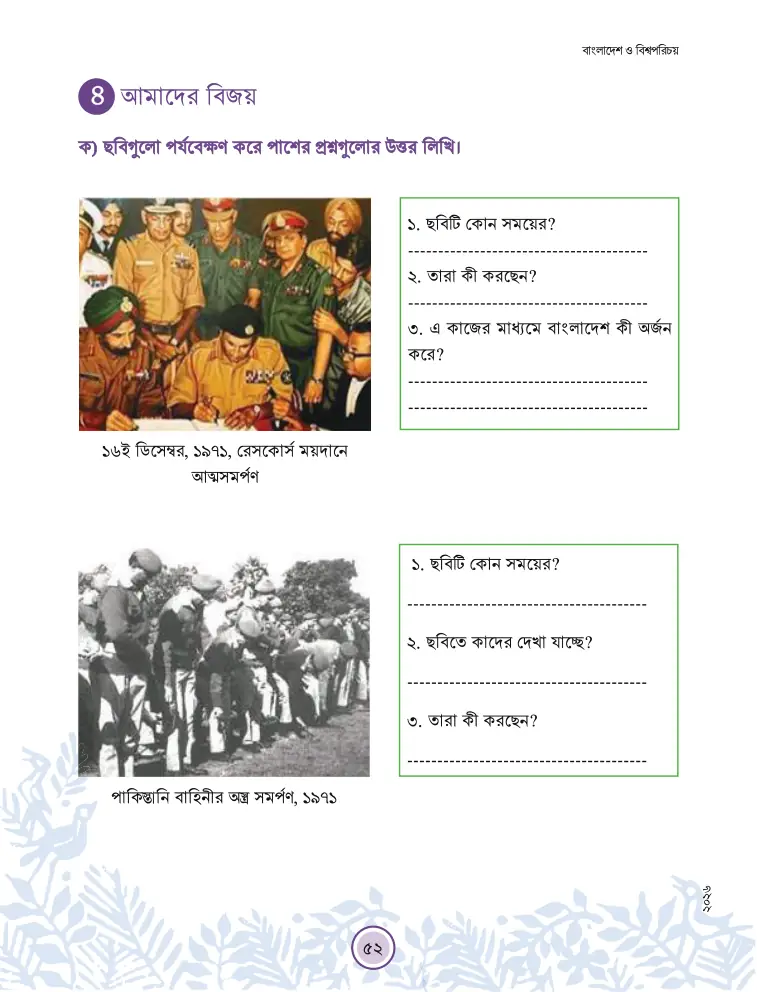 বাংলাদেশ ও বিশ্বপরিচয়
৪ আমাদের বিজয়
ক) ছবিগুলো পর্যবেক্ষণ করে পাশের প্রশ্নগুলোর উত্তর লিখি।
১. ছবিটি কোন সময়ের?
----------------------------------------
২. তারা কী করছেন?
----------------------------------------
৩. এ কাজের মাধ্যমে বাংলাদেশ কী অর্জন
করে?
----------------------------------------
----------------------------------------
১৬ই ডিসেম্বর, ১৯৭১, রেসকোর্স ময়দানে
আত্মসমর্পণ
১. ছবিটি কোন সময়ের?
----------------------------------------
২. ছবিতে কাদের দেখা যাচ্ছে?
----------------------------------------
৩. তারা কী করছেন?
----------------------------------------
পাকিস্তানি বাহিনীর অস্ত্র সমর্পণ, ১৯৭১
২০২৬
৫২